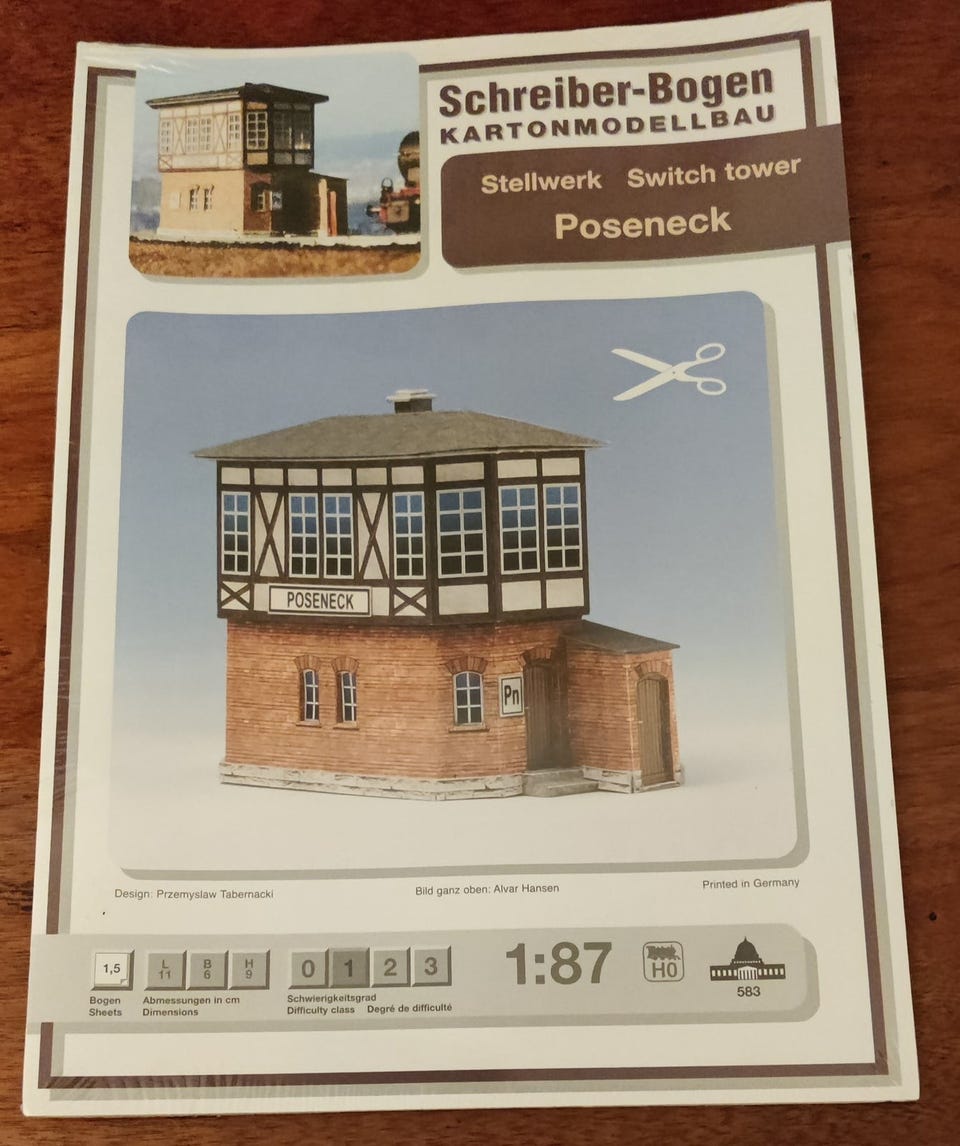 Schreiber-Bogen
KARTONMODELLBAU
Stellwerk Switch tower
Poseneck
POSENECK
Pn
Design: Przemyslaw Tabernacki
Bild ganz oben: Alvar Hansen
Printed in Germany
1,5
Bogen
Sheets
L
11
B
6
H
9
Abmessungen in cm
Dimensions
0 1 2 3
Schwierigkeitsgrad
Difficulty class Degré de difficulté
1:87
H0
583